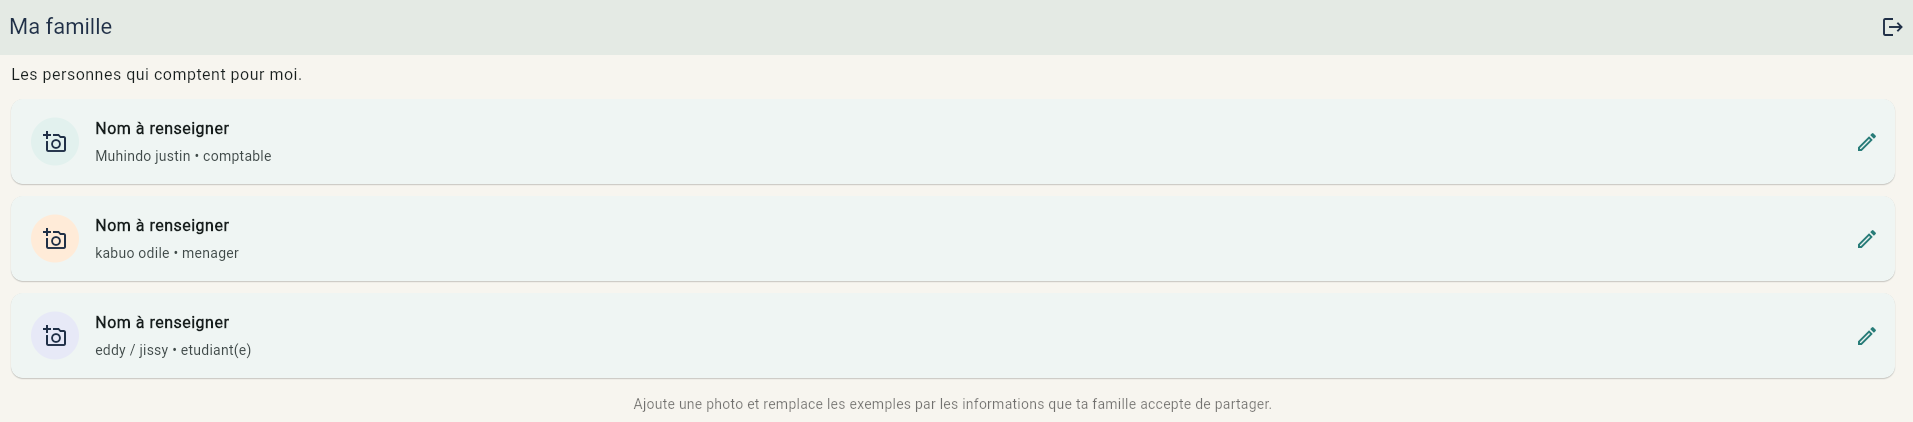 Ma famille
Les personnes qui comptent pour moi.
Nom à renseigner
Muhindo justin • comptable
Nom à renseigner
kabuo odile • menager
Nom à renseigner
eddy / jissy • etudiant(e)
Ajoute une photo et remplace les exemples par les informations que ta famille accepte de partager.